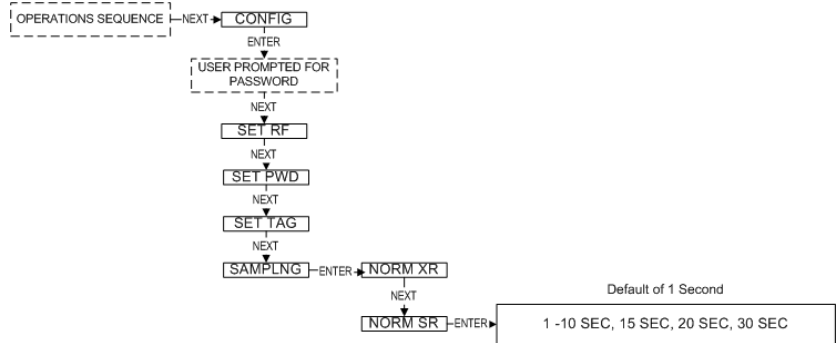 OPERATIONS SEQUENCE
NEXT
CONFIG
ENTER
USER PROMPTED FOR
PASSWORD
NEXT
SET RF
NEXT
SET PWD
NEXT
SET TAG
NEXT
SAMPLNG
ENTER
NORM XR
NEXT
Default of 1 Second
NORM SR
ENTER
1 -10 SEC, 15 SEC, 20 SEC, 30 SEC